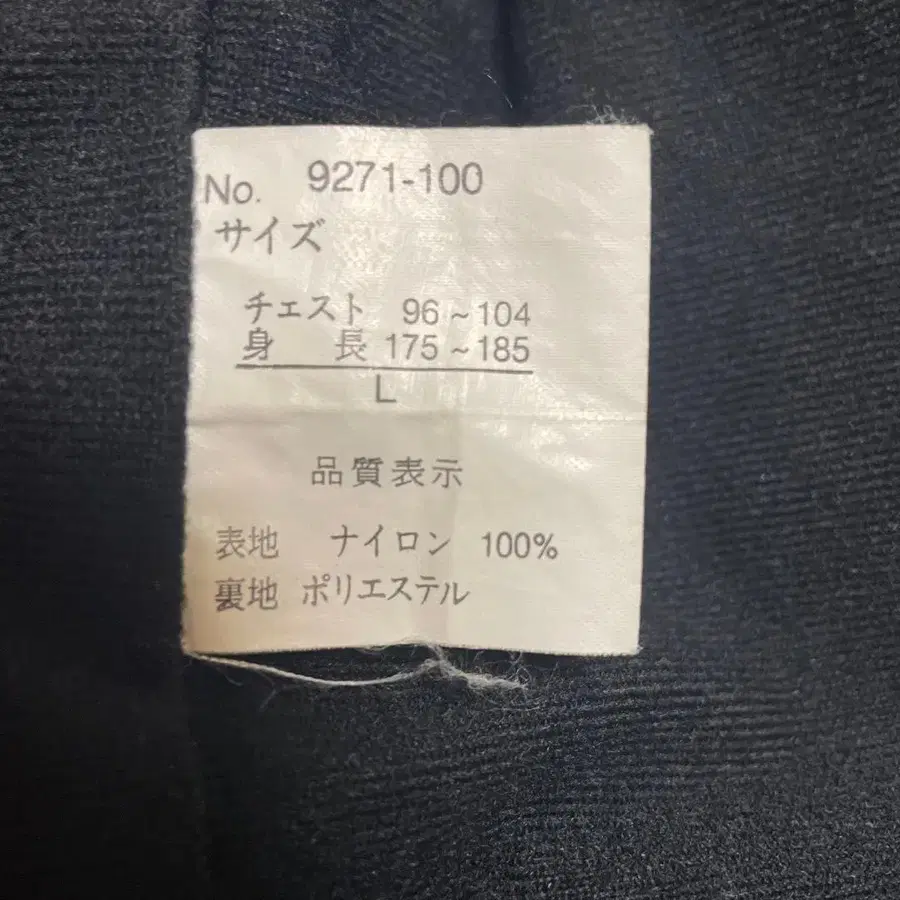 No. 9271-100
サイズ
チェスト 96~104
身 長 175~185
L
品質表示
表地 ナイロン 100%
裏地 ポリエステル